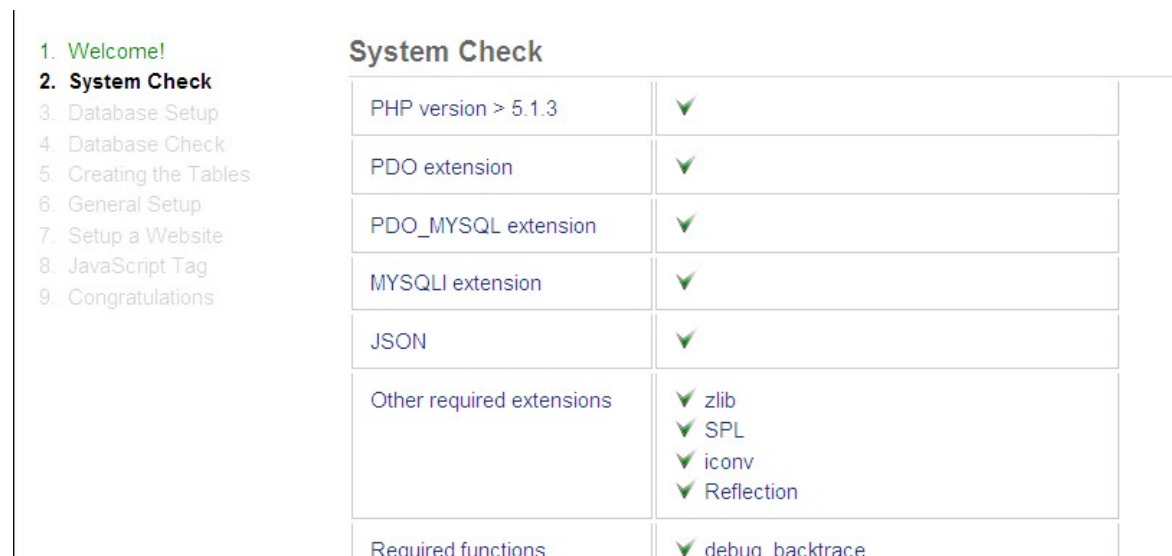 1. Welcome!
2. System Check
3. Database Setup
4. Database Check
5. Creating the Tables
6. General Setup
7. Setup a Website
8. JavaScript Tag
9. Congratulations
System Check
PHP version > 5.1.3
PDO extension
PDO_MYSQL extension
MYSQLI extension
JSON
Other required extensions
zlib
SPL
iconv
Reflection
Required functions
debug_backtrace